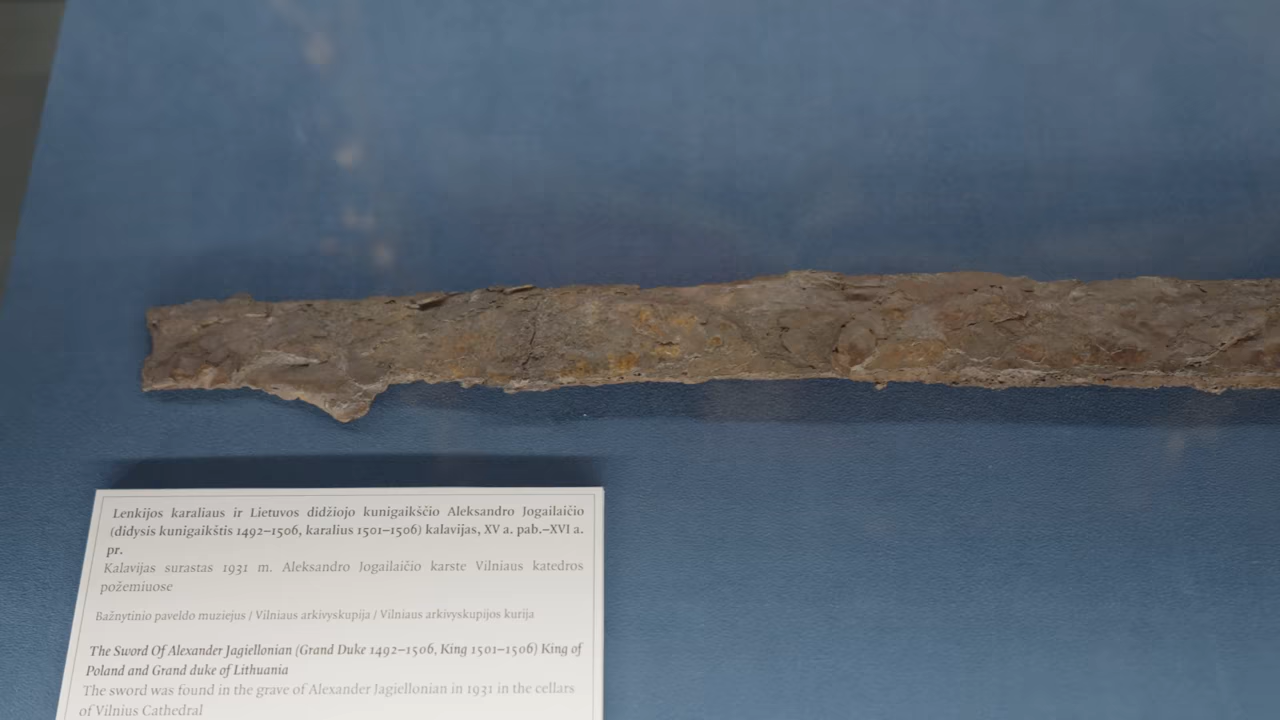 Lenkijos karaliaus ir Lietuvos didžiojo kunigaikščio Aleksandro Jogailaičio
(didysis kunigaikštis 1492–1506, karalius 1501–1506) kalavijas, XV a. pab.–XVI a.
pr.
Kalavijas surastas 1931 m. Aleksandro Jogailaičio karste Vilniaus katedros
požemiuose
Bažnytinio paveldo muziejus / Vilniaus arkivyskupija / Vilniaus arkivyskupijos kurija
The Sword Of Alexander Jagiellonian (Grand Duke 1492–1506, King 1501–1506) King of
Poland and Grand duke of Lithuania
The sword was found in the grave of Alexander Jagiellonian in 1931 in the cellars
of Vilnius Cathedral